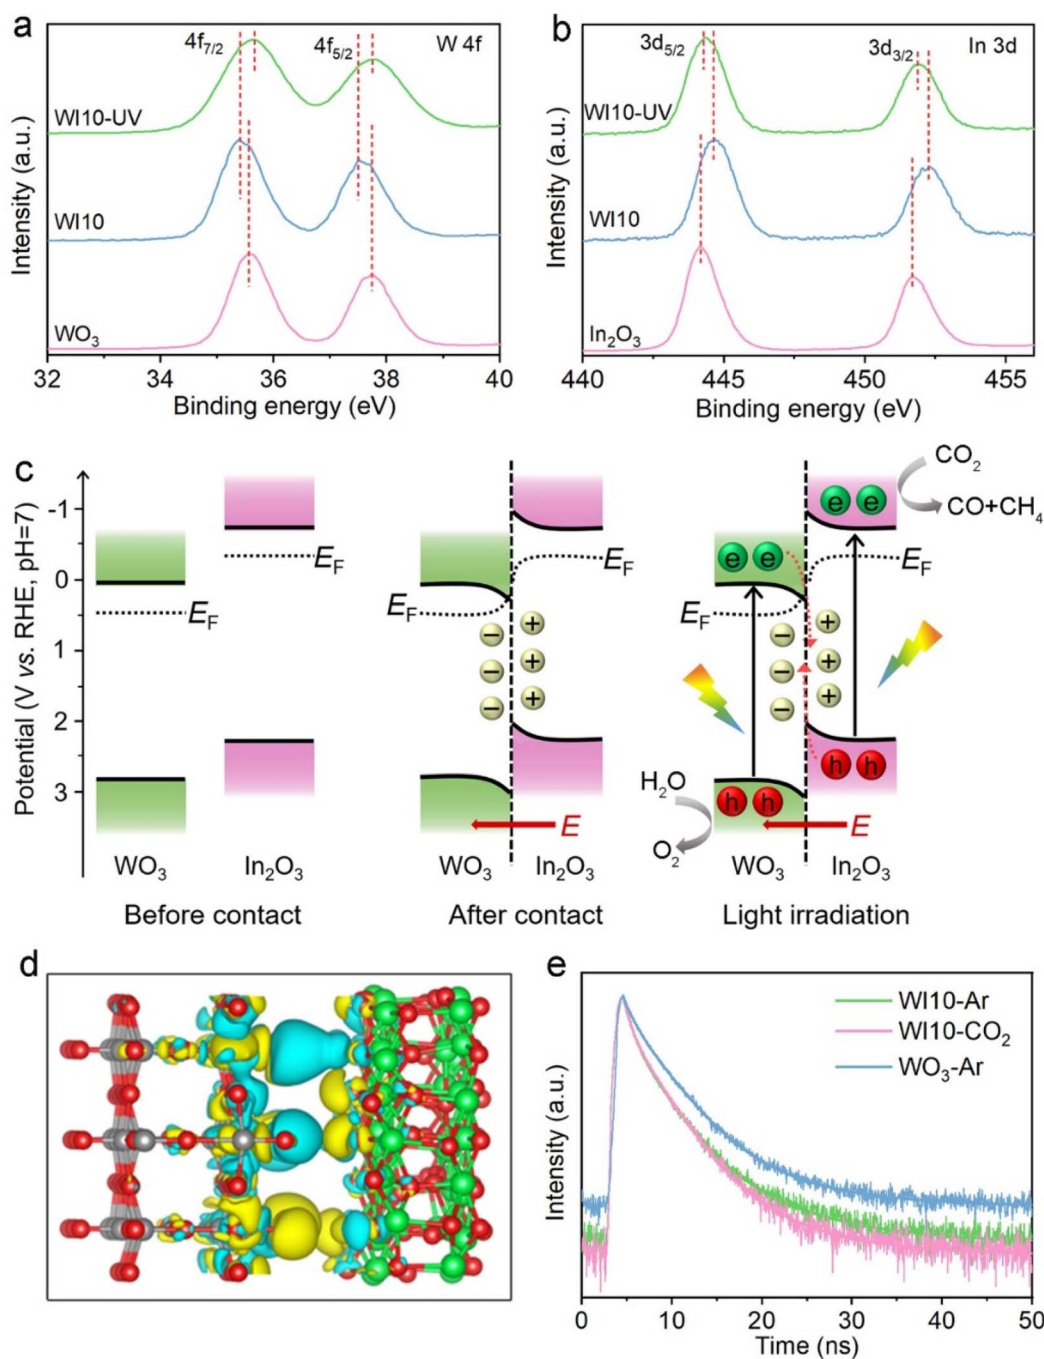 a
4f7/2
4f5/2
W 4f
WI10-UV
WI10
WO3
Intensity (a.u.)
32 34 36 38 40
Binding energy (eV)
b
3d5/2
3d3/2
In 3d
WI10-UV
WI10
In2O3
Intensity (a.u.)
440 445 450 455
Binding energy (eV)
c
Potential (V vs. RHE, pH=7)
-1
0
1
2
3
EF
EF
WO3
In2O3
Before contact
EF
EF
− − −
+ + +
E
WO3
In2O3
After contact
CO2
CO+CH4
e e
e e
EF
EF
− − −
+ + +
h h
h h
H2O
O2
E
WO3
In2O3
Light irradiation
d
e
Intensity (a.u.)
WI10-Ar
WI10-CO2
WO3-Ar
0 10 20 30 40 50
Time (ns)